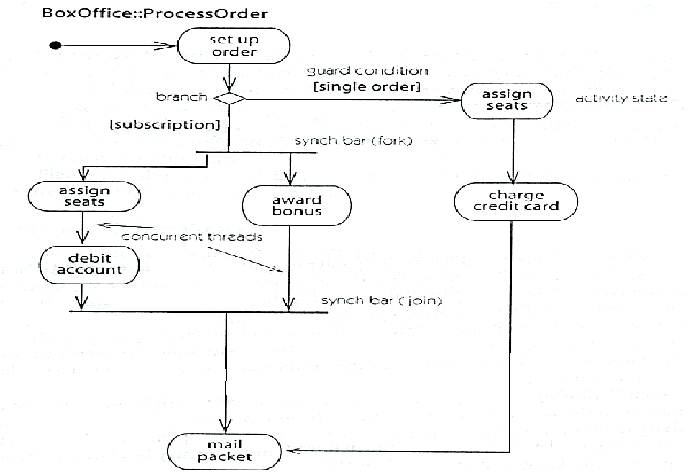 BoxOffice::ProcessOrder
set up
order
guard condition
[single order]
branch
assign
seats
activity state
[subscription]
synch bar (fork)
assign
seats
award
bonus
charge
credit card
concurrent threads
debit
account
synch bar (join)
mail
packet